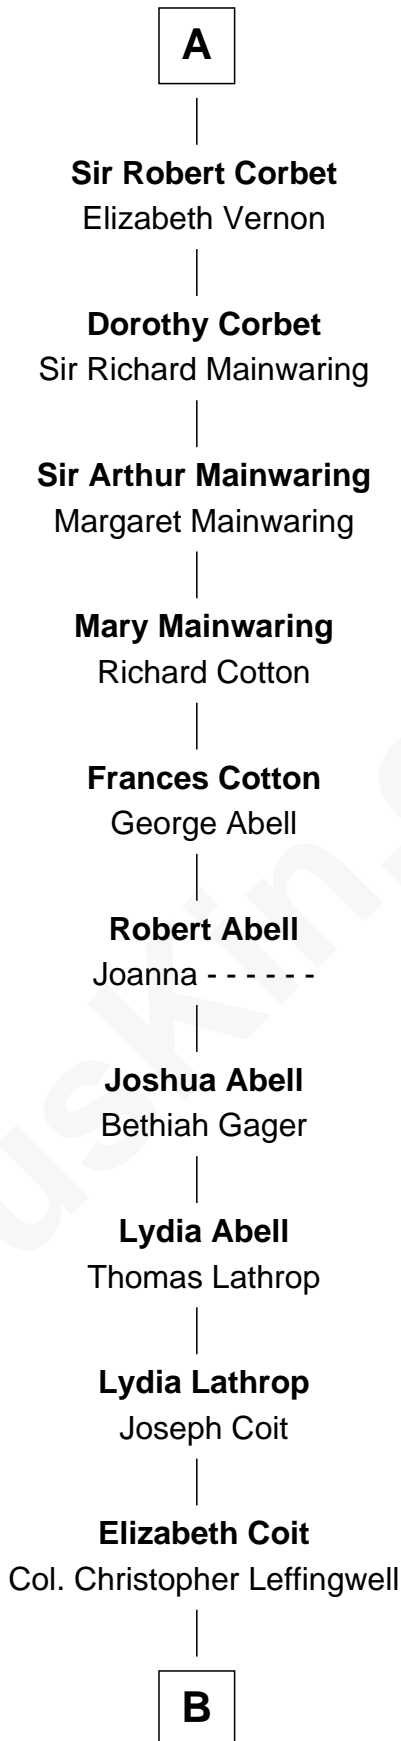 A
Sir Robert Corbet
Elizabeth Vernon
Dorothy Corbet
Sir Richard Mainwaring
Sir Arthur Mainwaring
Margaret Mainwaring
Mary Mainwaring
Richard Cotton
Frances Cotton
George Abell
Robert Abell
Joanna - - - - - -
Joshua Abell
Bethiah Gager
Lydia Abell
Thomas Lathrop
Lydia Lathrop
Joseph Coit
Elizabeth Coit
Col. Christopher Leffingwell
B